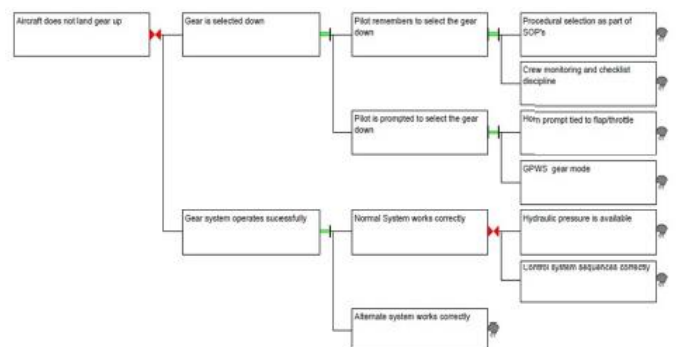 Aircraft does not land gear up
Gear is selected down
Pilot remembers to select the gear
down
Procedural selection as part of
SOP's
Crew monitoring and checklist
discipline
Pilot is prompted to select the gear
down
Horn prompt tied to flap/throttle
GPWS gear mode
Gear system operates sucessfully
Normal System works correctly
Hydraulic pressure is available
Control system sequences correctly
Alternate system works correctly